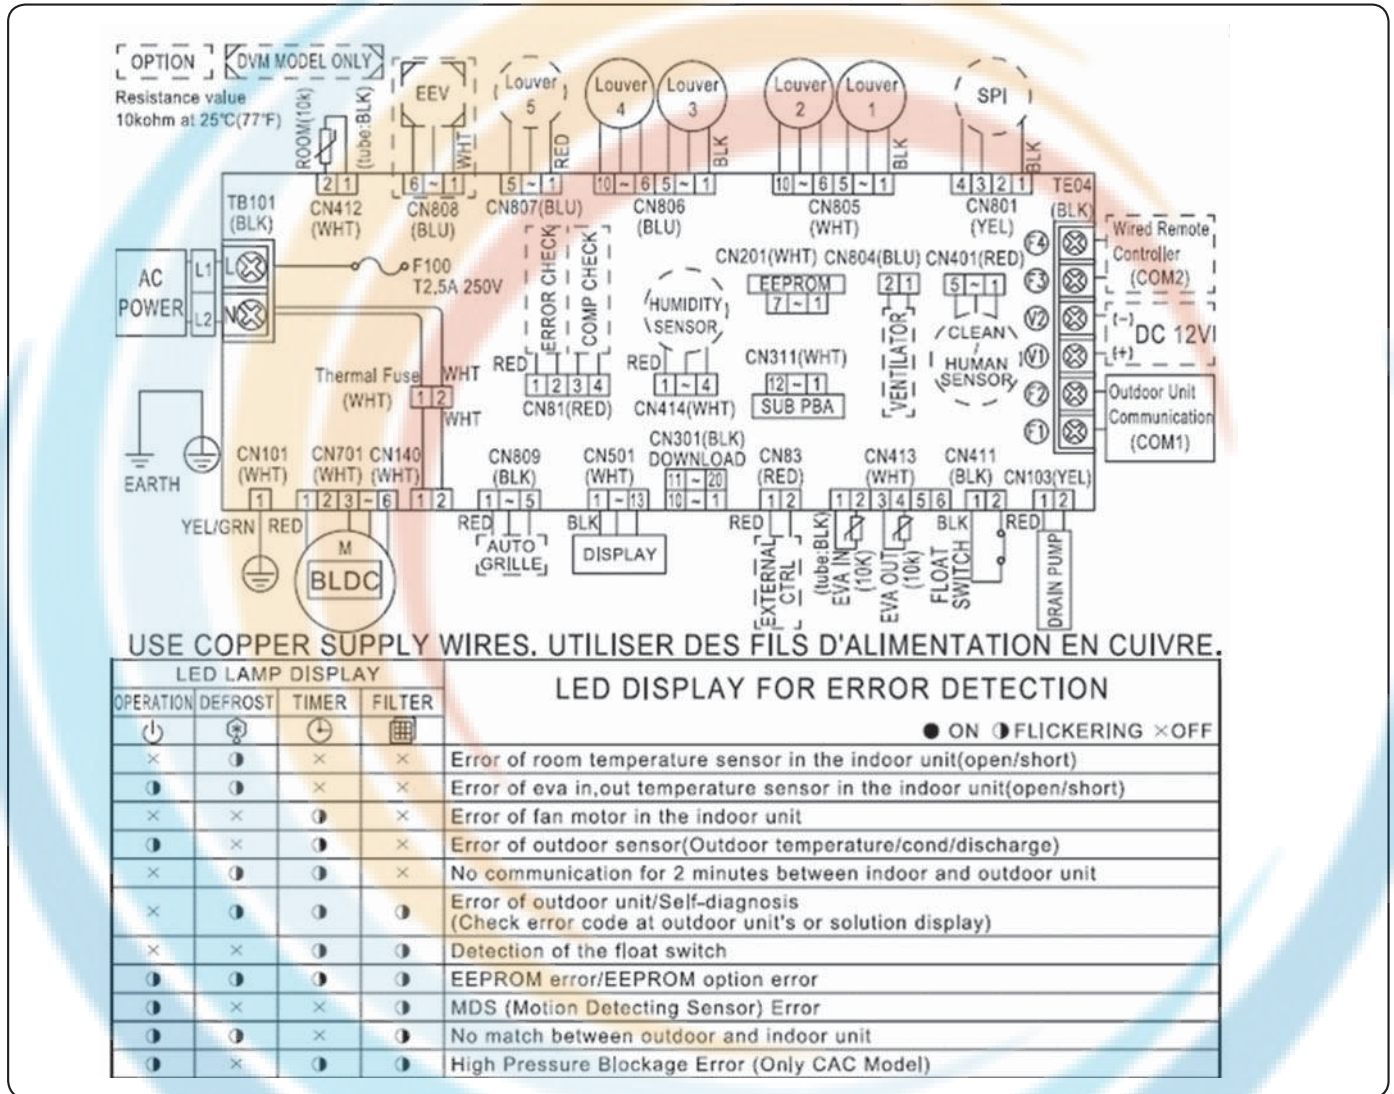 OPTION
DVM MODEL ONLY
Resistance value
10kohm at 25℃(77℉)
ROOM(10k)
(tube:BLK)
EEV
WHT
Louver
5
RED
Louver
4
Louver
3
BLK
Louver
2
Louver
1
BLK
SPI
BLK
2 1
6 ~ 1
5 ~ 1
10 ~ 6 5 ~ 1
10 ~ 6 5 ~ 1
4 3 2 1
TB101
(BLK)
CN412
(WHT)
CN808
(BLU)
CN807(BLU)
CN806
(BLU)
CN805
(WHT)
CN801
(YEL)
TE04
(BLK)
AC
POWER
L1
L2
L
N
F100
T2,5A 250V
ERROR CHECK
COMP CHECK
RED
1 2 3 4
CN81(RED)
HUMIDITY
SENSOR
RED
1 ~ 4
CN414(WHT)
CN201(WHT)
EEPROM
7 ~ 1
CN311(WHT)
12 ~ 1
SUB PBA
CN804(BLU)
2 1
VENTILATOR
CN401(RED)
5 ~ 1
CLEAN
HUMAN
SENSOR
F4
F3
V2
V1
F2
F1
Wired Remote
Controller
(COM2)
(-)
DC 12V
(+)
Outdoor Unit
Communication
(COM1)
Thermal Fuse
(WHT)
WHT
1 2
WHT
EARTH
CN101
(WHT)
CN701
(WHT)
CN140
(WHT)
CN809
(BLK)
CN501
(WHT)
CN301(BLK)
DOWNLOAD
11 ~ 20
10 ~ 1
CN83
(RED)
CN413
(WHT)
CN411
(BLK)
CN103(YEL)
1
1 2 3 ~ 6
1 2
1 ~ 5
1 ~ 13
1 2
1 2 3 4 5 6
1 2
1 2
YEL/GRN
RED
M
BLDC
RED
AUTO
GRILLE
BLK
DISPLAY
RED
EXTERNAL
CTRL
(tube:BLK)
EVA IN
(10K)
EVA OUT
(10k)
BLK
FLOAT
SWITCH
RED
DRAIN PUMP
USE COPPER SUPPLY WIRES. UTILISER DES FILS D'ALIMENTATION EN CUIVRE.
LED LAMP DISPLAY
LED DISPLAY FOR ERROR DETECTION
OPERATION DEFROST TIMER FILTER
● ON ◑ FLICKERING ×OFF
× ◑ × × Error of room temperature sensor in the indoor unit(open/short)
◑ ◑ × × Error of eva in,out temperature sensor in the indoor unit(open/short)
× × ◑ × Error of fan motor in the indoor unit
◑ × ◑ × Error of outdoor sensor(Outdoor temperature/cond/discharge)
× ◑ ◑ × No communication for 2 minutes between indoor and outdoor unit
× ◑ ◑ ◑ Error of outdoor unit/Self-diagnosis
(Check error code at outdoor unit's or solution display)
× × ◑ ◑ Detection of the float switch
◑ ◑ ◑ ◑ EEPROM error/EEPROM option error
◑ × × ◑ MDS (Motion Detecting Sensor) Error
◑ ◑ × ◑ No match between outdoor and indoor unit
◑ × ◑ ◑ High Pressure Blockage Error (Only CAC Model)